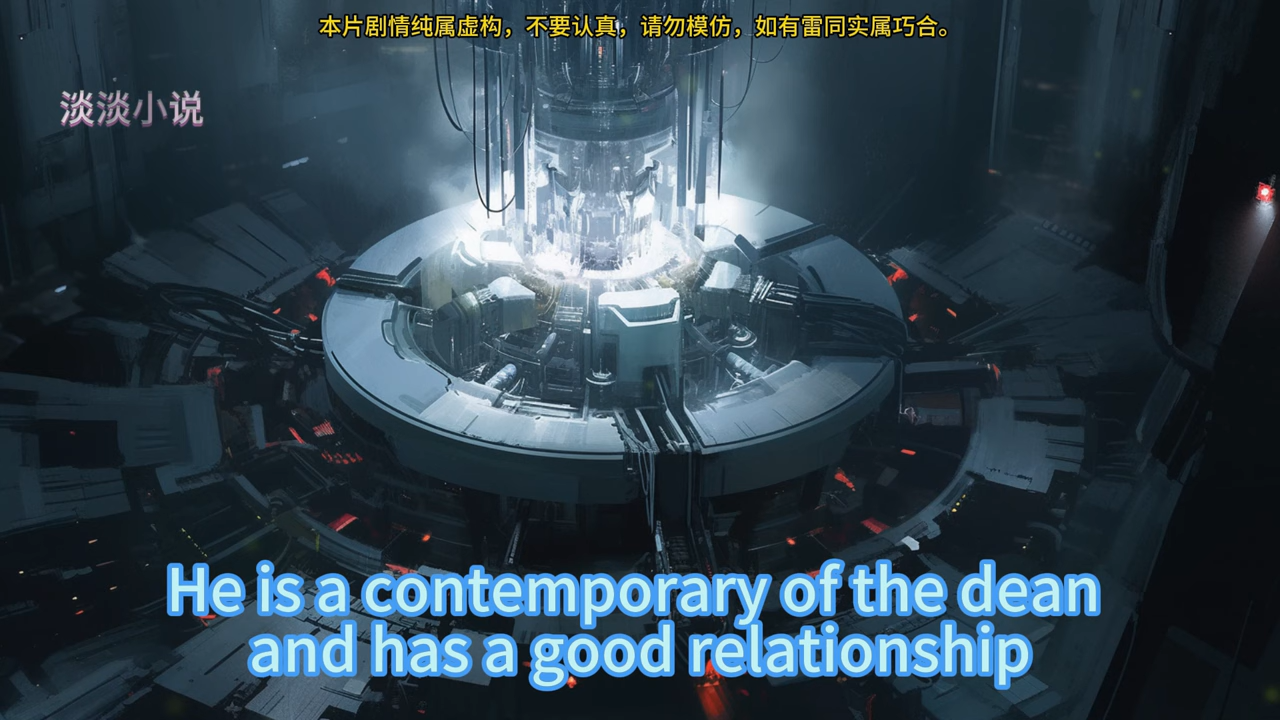 本片剧情纯属虚构，不要认真，请勿模仿，如有雷同实属巧合。
淡淡小说
He is a contemporary of the dean
and has a good relationship